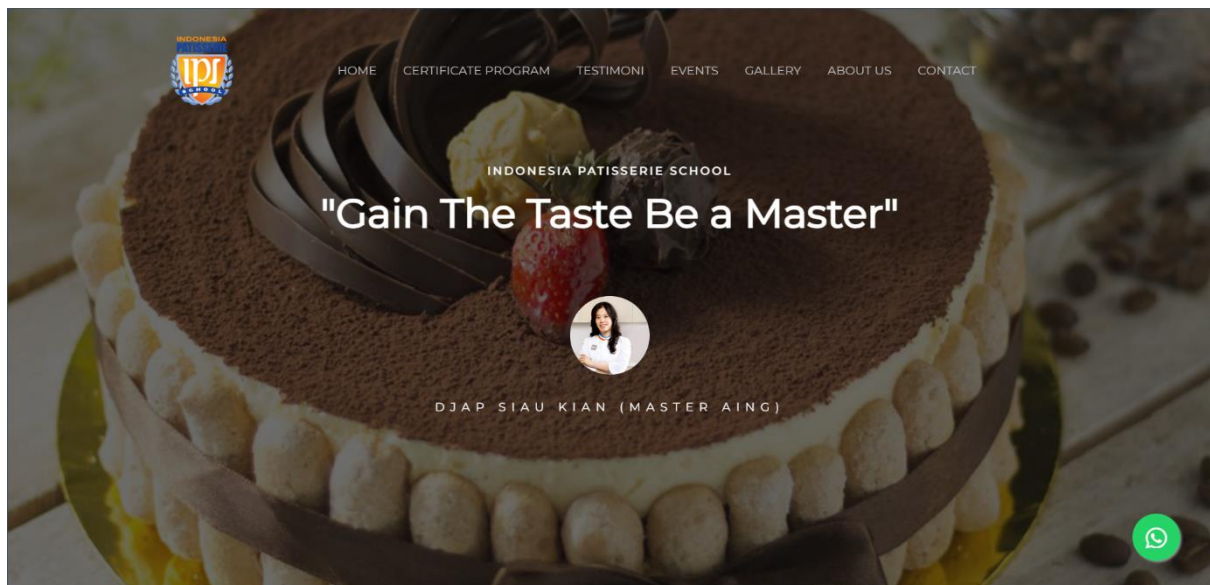 INDONESIA
PATISSERIE
IPS
SCHOOL
HOME CERTIFICATE PROGRAM TESTIMONI EVENTS GALLERY ABOUT US CONTACT
INDONESIA PATISSERIE SCHOOL
"Gain The Taste Be a Master"
DJAP SIAU KIAN (MASTER AING)